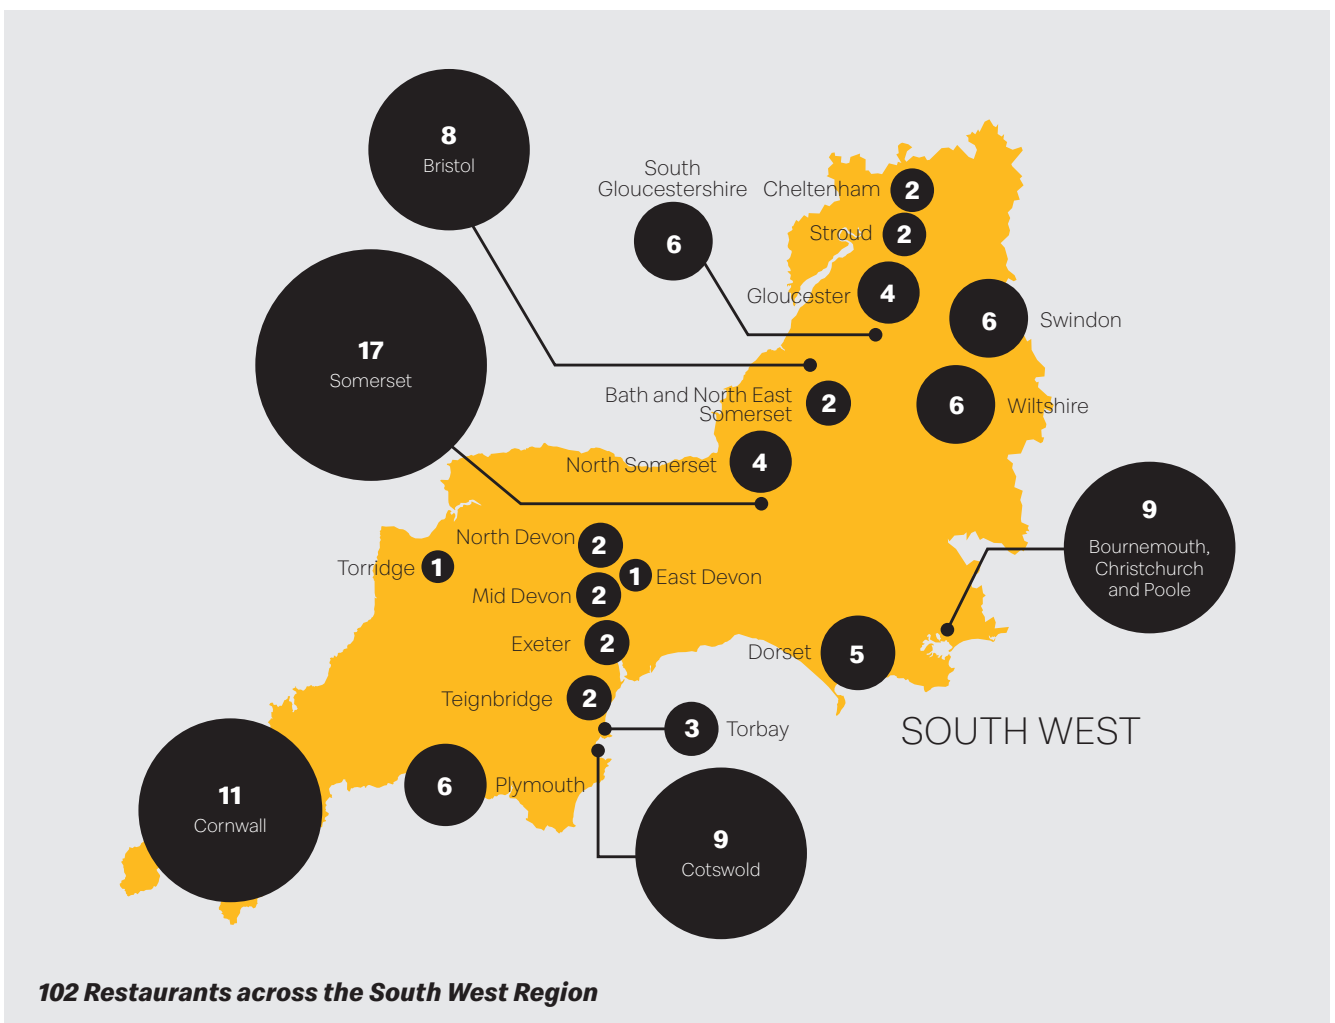 8
Bristol
South
Gloucestershire
6
Cheltenham 2
Stroud 2
Gloucester 4
6 Swindon
17
Somerset
Bath and North East
Somerset
2
6 Wiltshire
North Somerset 4
9
Bournemouth,
Christchurch
and Poole
North Devon 2
Torridge 1
1 East Devon
Mid Devon 2
Exeter 2
Dorset 5
Teignbridge 2
3 Torbay
SOUTH WEST
6 Plymouth
11
Cornwall
9
Cotswold
102 Restaurants across the South West Region